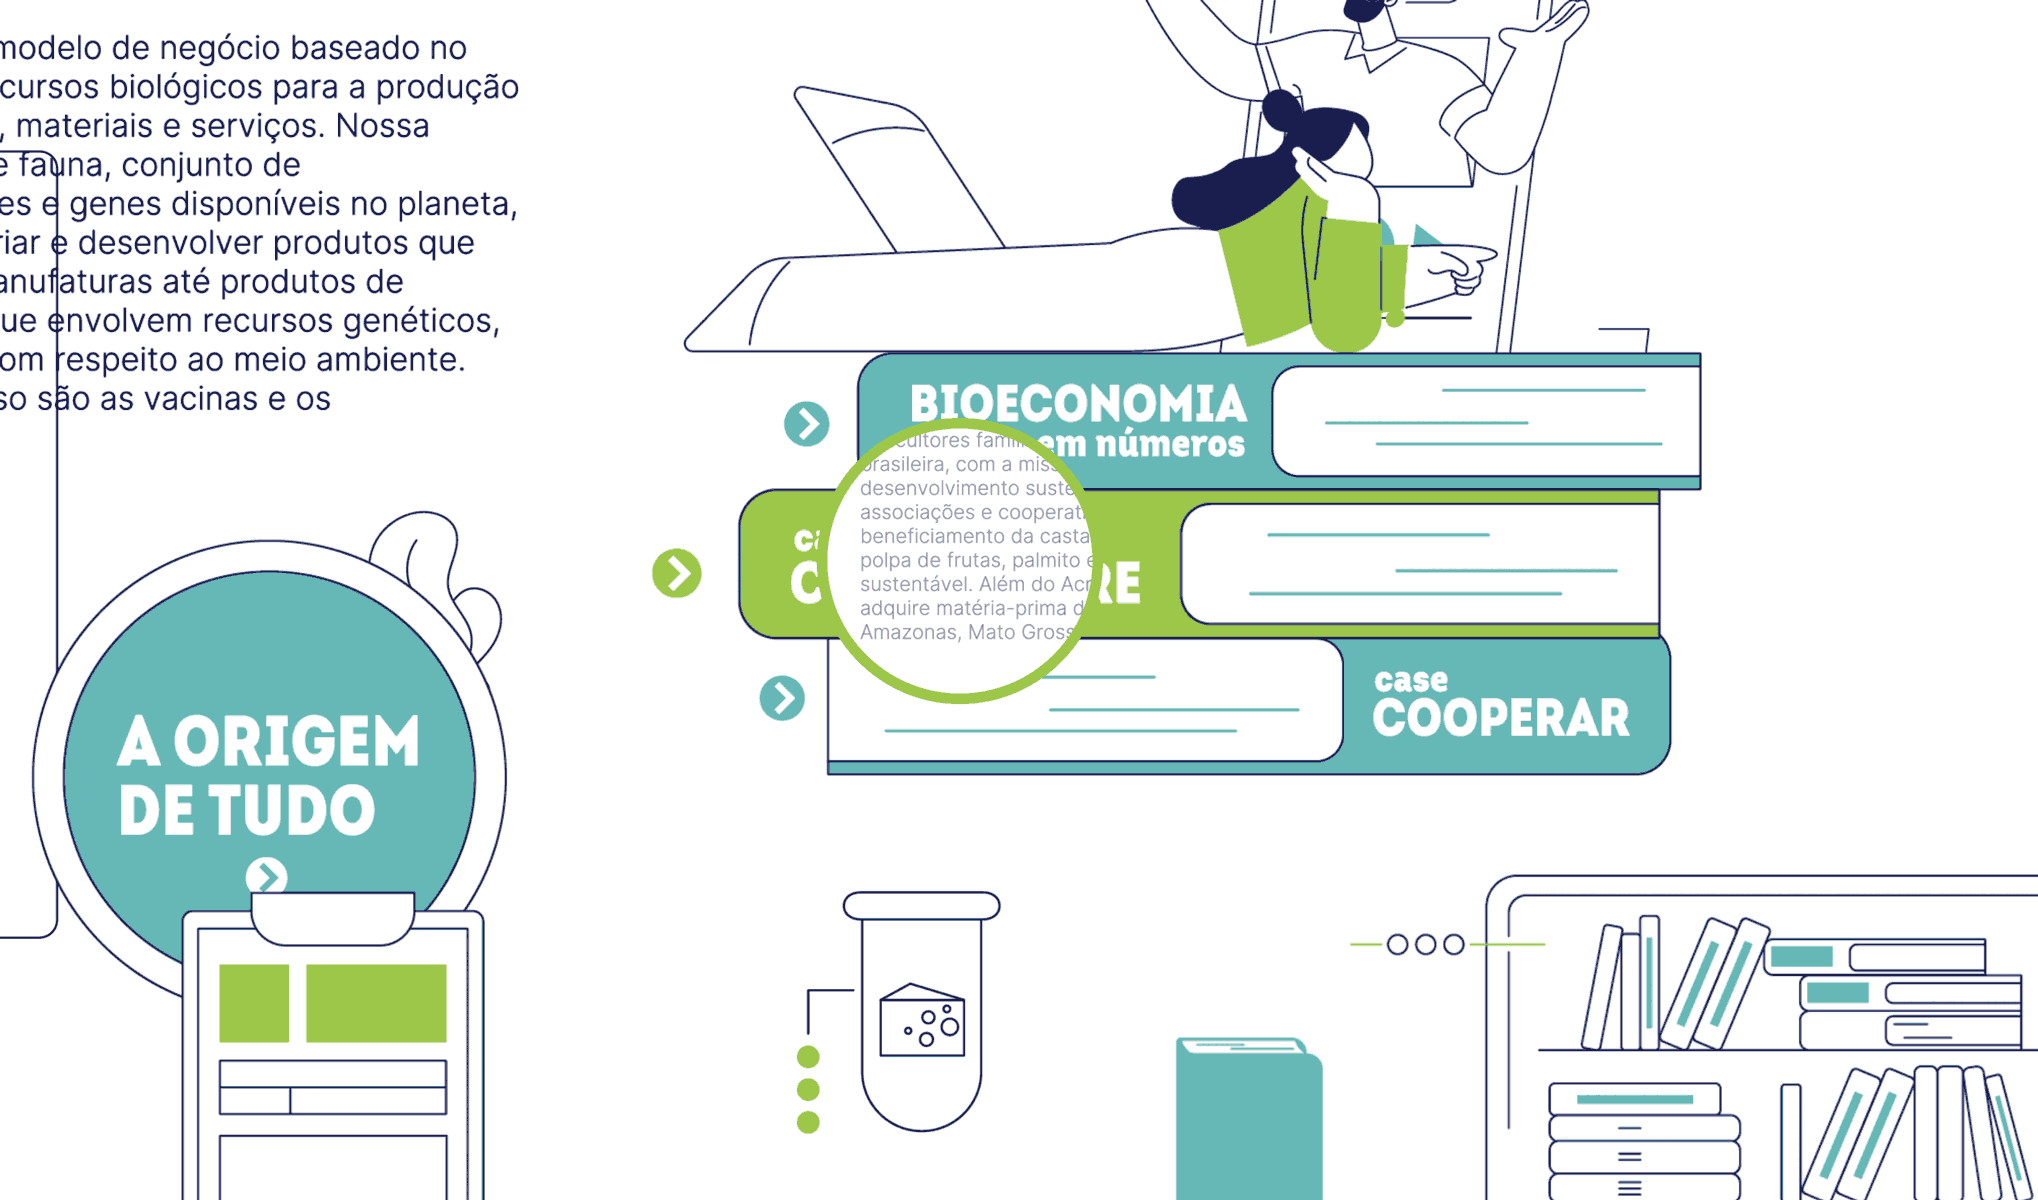 modelo de negócio baseado no
cursos biológicos para a produção
, materiais e serviços. Nossa
e fauna, conjunto de
es e genes disponíveis no planeta,
riar e desenvolver produtos que
anufaturas até produtos de
ue envolvem recursos genéticos,
om respeito ao meio ambiente.
so são as vacinas e os
BIOECONOMIA
em números
cultores famili
brasileira, com a miss
desenvolvimento suste
associações e cooperati
beneficiamento da casta
polpa de frutas, palmito e
sustentável. Além do Acr
adquire matéria-prima d
Amazonas, Mato Gross
ca
C RE
case
COOPERAR
A ORIGEM
DE TUDO